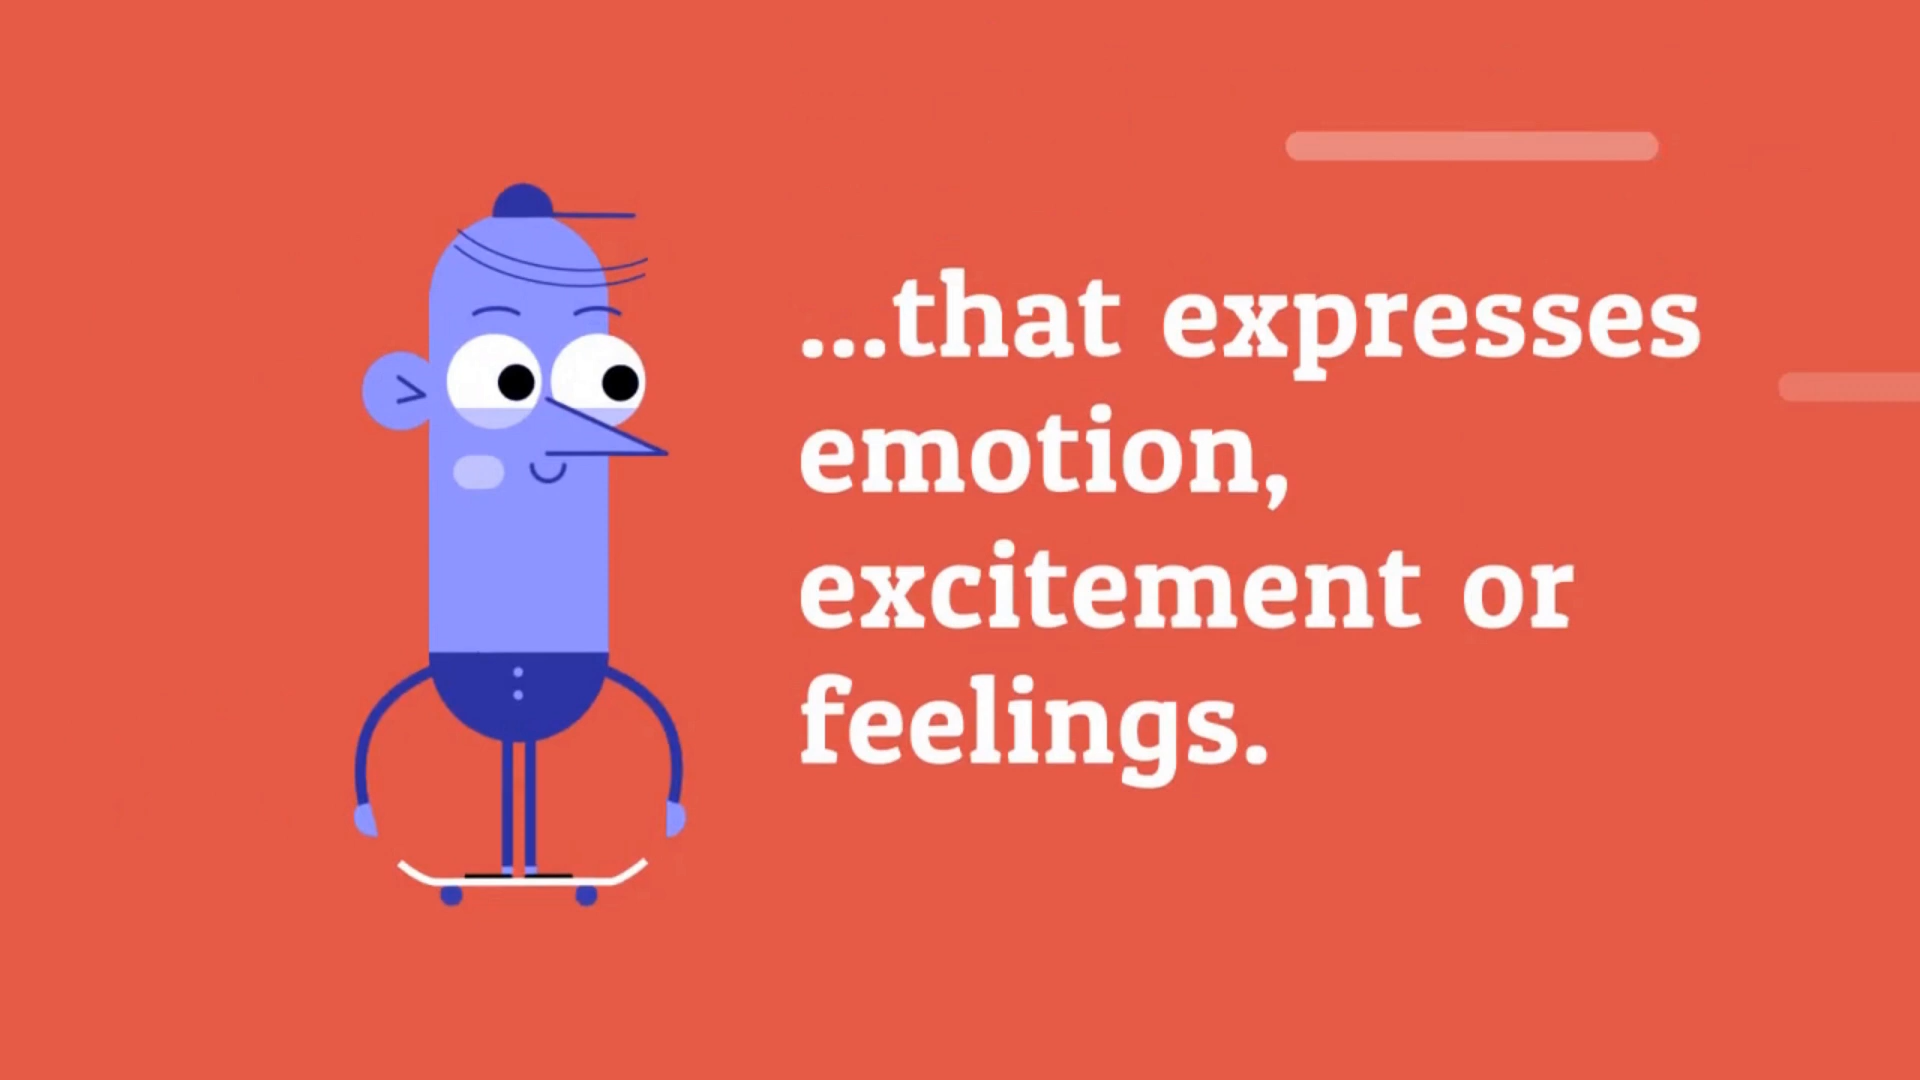 ...that expresses
emotion,
excitement or
feelings.